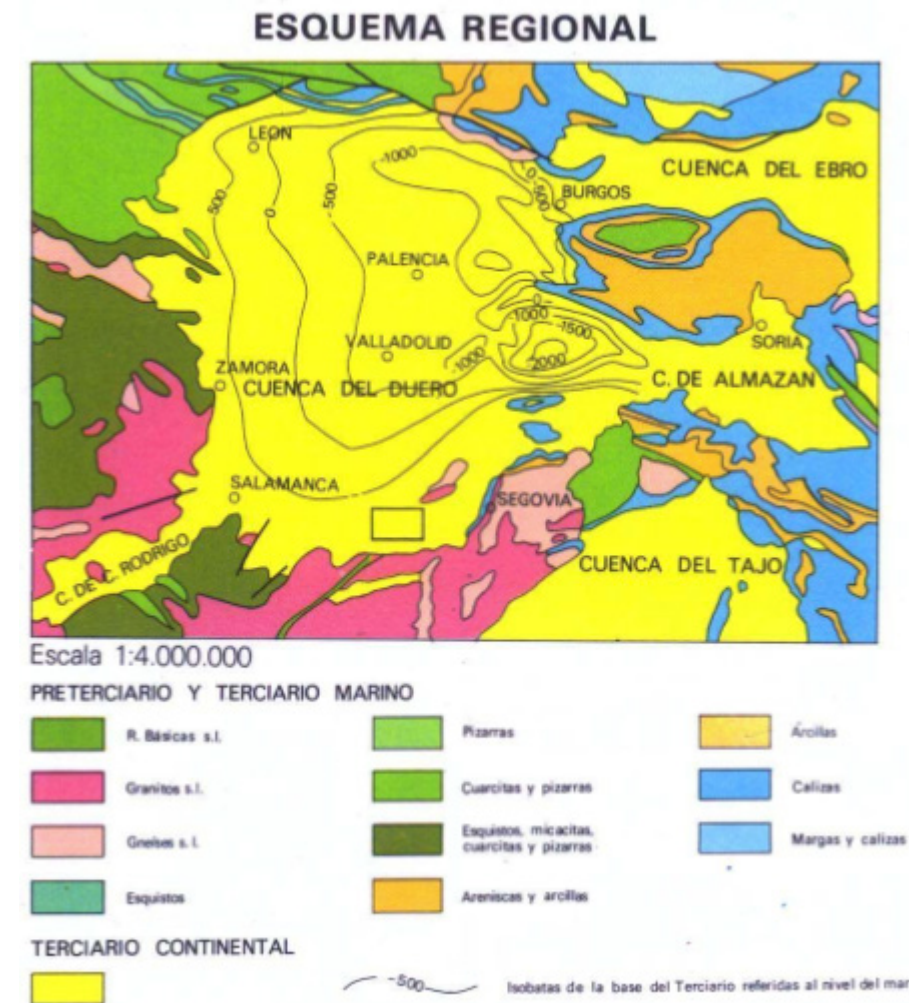 ESQUEMA REGIONAL
LEON
-1000
CUENCA DEL EBRO
500
0
-500
-0-
-500
BURGOS
PALENCIA
0-
-1000
-1500
VALLADOLID
-1000
-2000
SORIA
ZAMORA
CUENCA DEL DUERO
C. DE ALMAZAN
SALAMANCA
SEGOVIA
C. DE C. RODRIGO
CUENCA DEL TAJO
Escala 1:4.000.000
PRETERCIARIO Y TERCIARIO MARINO
R. Básicas s.l.
Pizarras
Arcillas
Granitos s.l.
Cuarcitas y pizarras
Calizas
Gneises s. l.
Esquistos, micacitas,
cuarcitas y pizarras
Margas y calizas
Esquistos
Areniscas y arcillas
TERCIARIO CONTINENTAL
-500
Isobatas de la base del Terciario referidas al nivel del mar